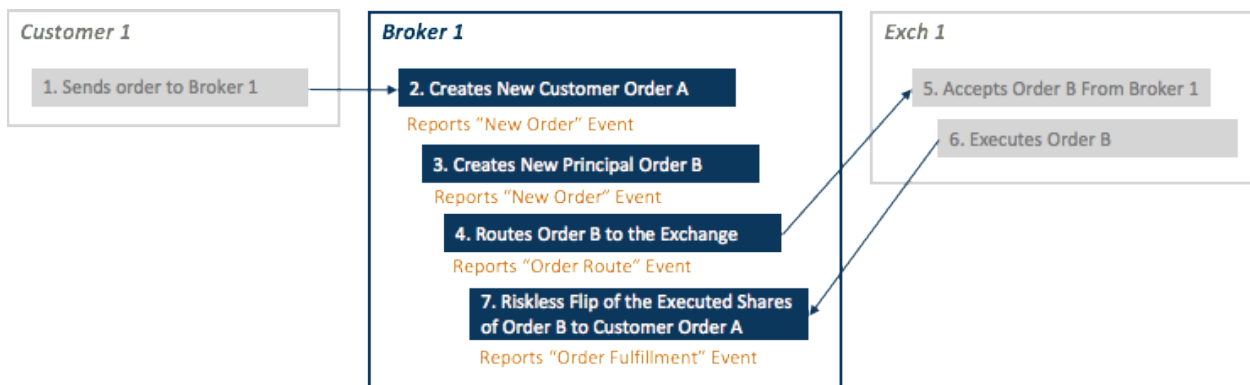 Customer 1
1. Sends order to Broker 1
Broker 1
2. Creates New Customer Order A
Reports "New Order" Event
3. Creates New Principal Order B
Reports "New Order" Event
4. Routes Order B to the Exchange
Reports "Order Route" Event
7. Riskless Flip of the Executed Shares
of Order B to Customer Order A
Reports "Order Fulfillment" Event
Exch 1
5. Accepts Order B From Broker 1
6. Executes Order B